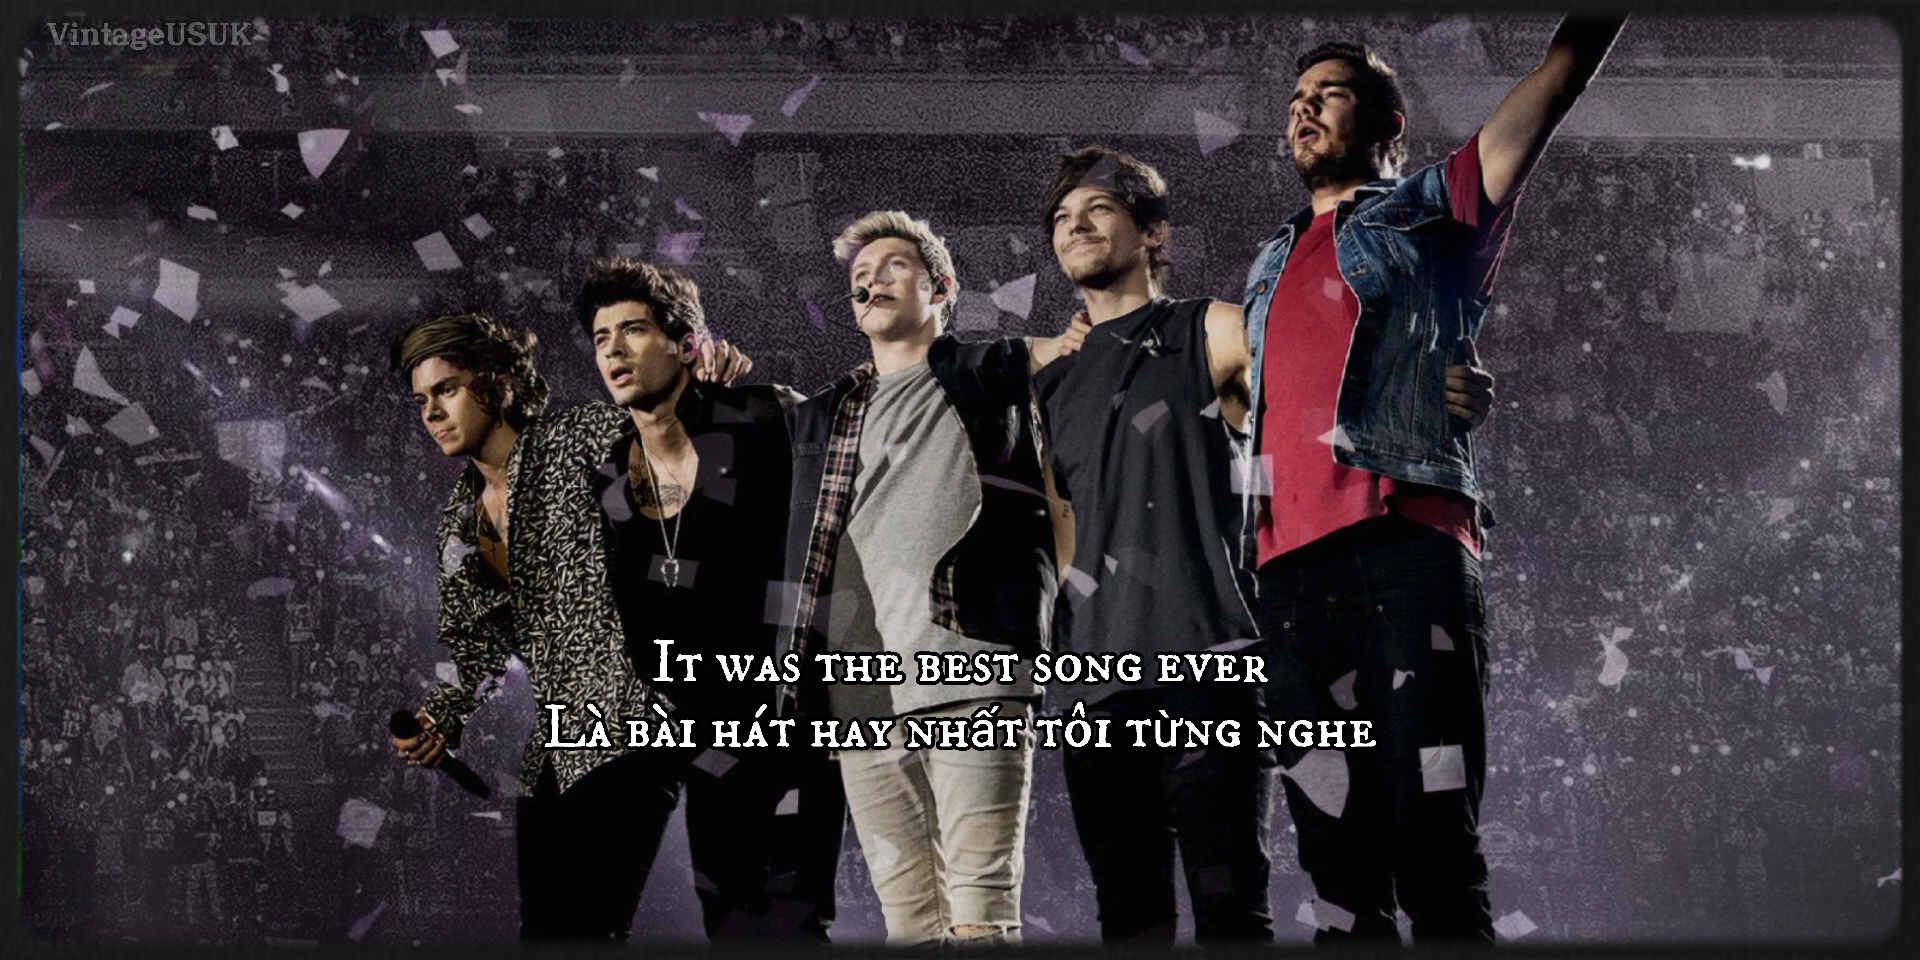 VintageUSUK
It was the best song ever
Là bài hát hay nhất tôi từng nghe